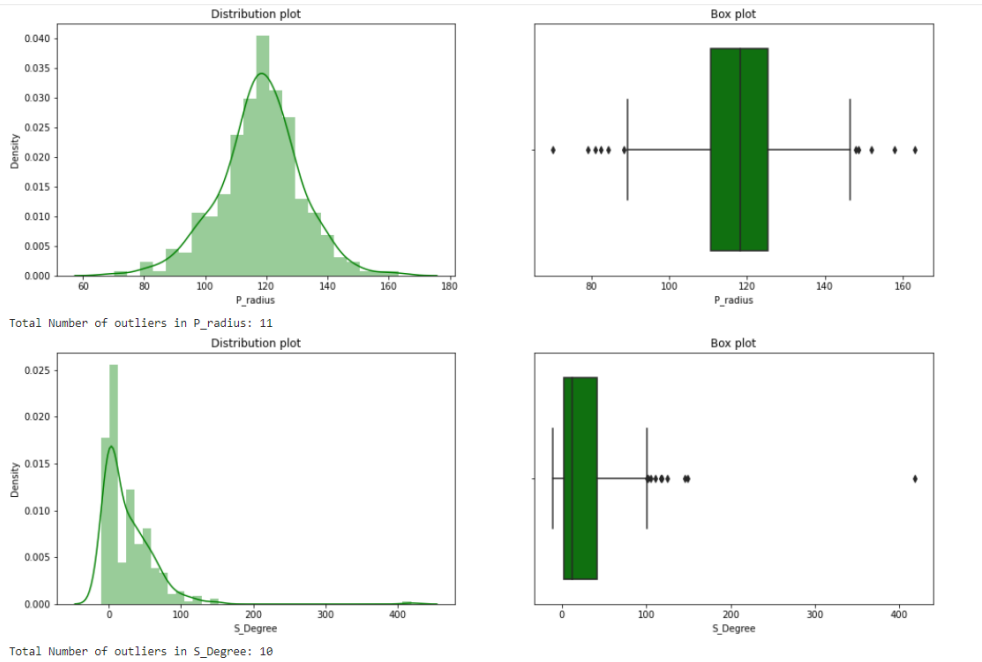 Distribution plot
Box plot
0.040
0.035
0.030
0.025
0.020
0.015
0.010
0.005
0.000
Density
60 80 100 120 140 160 180
P_radius
80 100 120 140 160
P_radius
Total Number of outliers in P_radius: 11
Distribution plot
Box plot
0.025
0.020
0.015
0.010
0.005
0.000
Density
0 100 200 300 400
S_Degree
0 100 200 300 400
S_Degree
Total Number of outliers in S_Degree: 10